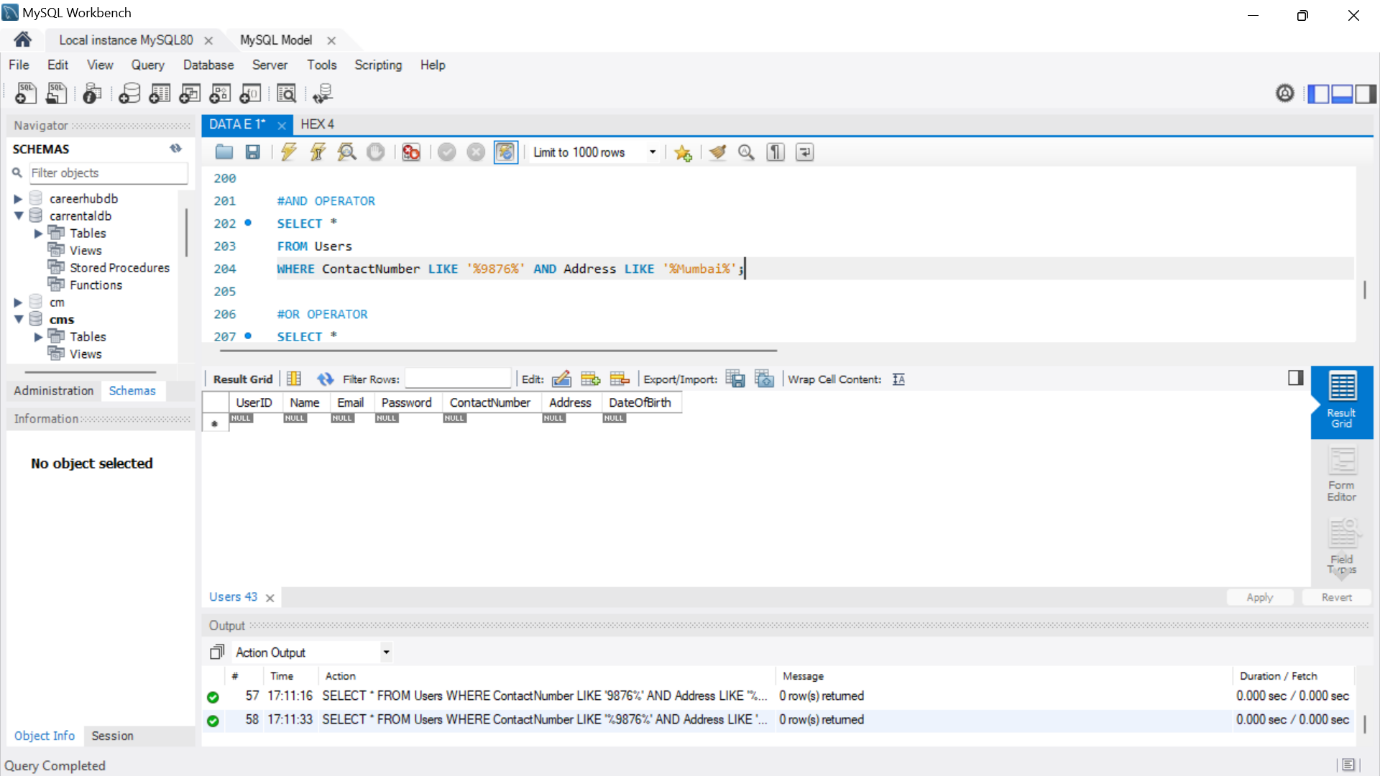 MySQL Workbench
Local instance MySQL80 MySQL Model
File Edit View Query Database Server Tools Scripting Help
Navigator
SCHEMAS
Filter objects
careerhubdb
carrentaldb
Tables
Views
Stored Procedures
Functions
cm
cms
Tables
Views
Administration Schemas
Information
No object selected
Object Info Session
DATA E 1* HEX 4
Limit to 1000 rows
200
201 #AND OPERATOR
202 SELECT *
203 FROM Users
204 WHERE ContactNumber LIKE '%9876%' AND Address LIKE '%Mumbai%';
205
206 #OR OPERATOR
207 SELECT *
Result Grid Filter Rows: Edit: Export/Import: Wrap Cell Content:
UserID Name Email Password ContactNumber Address DateOfBirth
NULL NULL NULL NULL NULL NULL NULL
Result
Grid
Form
Editor
Field
Types
Users 43 Apply Revert
Output
Action Output
# Time Action Message Duration / Fetch
57 17:11:16 SELECT * FROM Users WHERE ContactNumber LIKE '9876%' AND Address LIKE '%... 0 row(s) returned 0.000 sec / 0.000 sec
58 17:11:33 SELECT * FROM Users WHERE ContactNumber LIKE '%9876%' AND Address LIKE '... 0 row(s) returned 0.000 sec / 0.000 sec
Query Completed